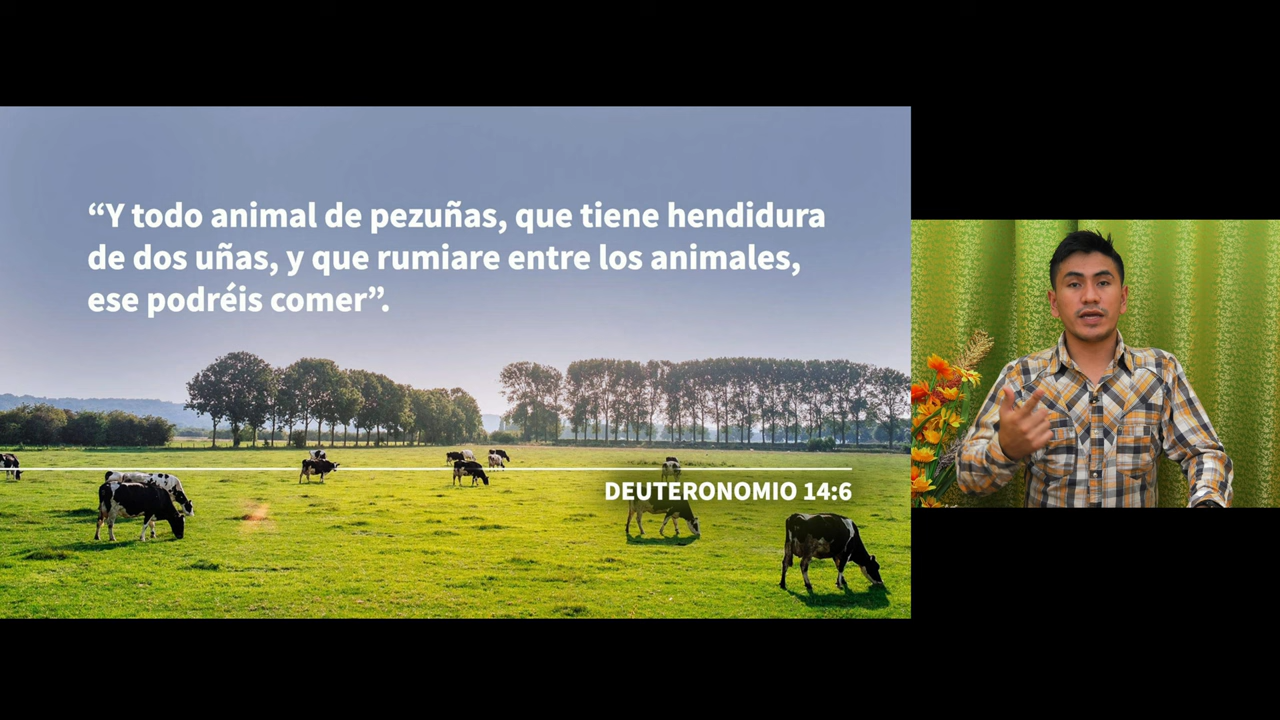 “Y todo animal de pezuñas, que tiene hendidura
de dos uñas, y que rumiare entre los animales,
ese podréis comer”.
DEUTERONOMIO 14:6